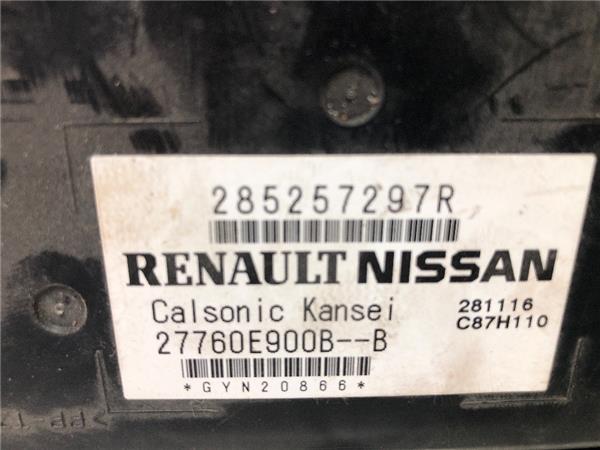 285257297R
RENAULT NISSAN
Calsonic Kansei 281116
27760E900B--B C87H110
*GYN20866*